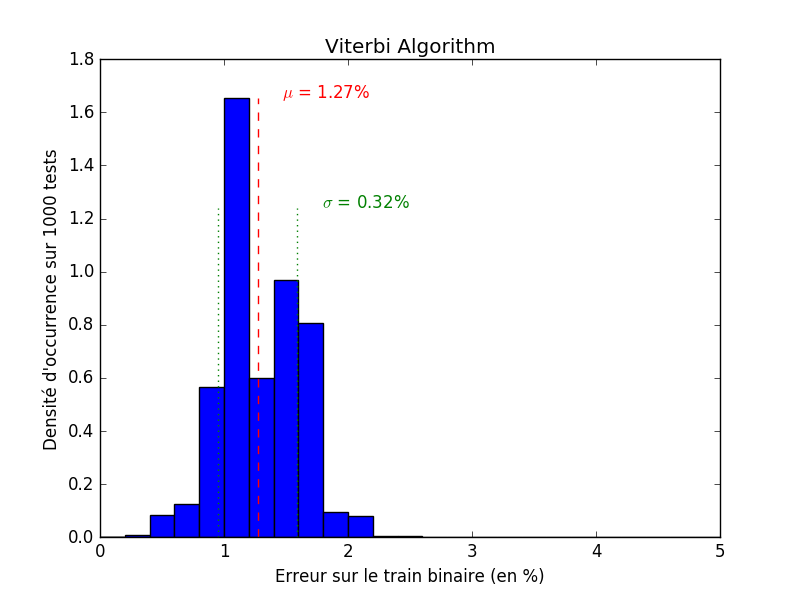 Viterbi Algorithm
1.8
1.6
1.4
1.2
1.0
0.8
0.6
0.4
0.2
0.0
Densité d'occurrence sur 1000 tests
μ = 1.27%
σ = 0.32%
0 1 2 3 4 5
Erreur sur le train binaire (en %)